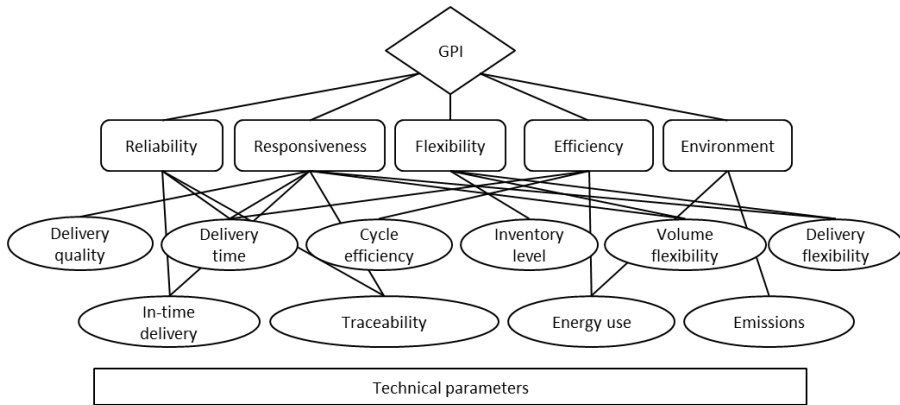 GPI
Reliability
Responsiveness
Flexibility
Efficiency
Environment
Delivery
quality
Delivery
time
Cycle
efficiency
Inventory
level
Volume
flexibility
Delivery
flexibility
In-time
delivery
Traceability
Energy use
Emissions
Technical parameters